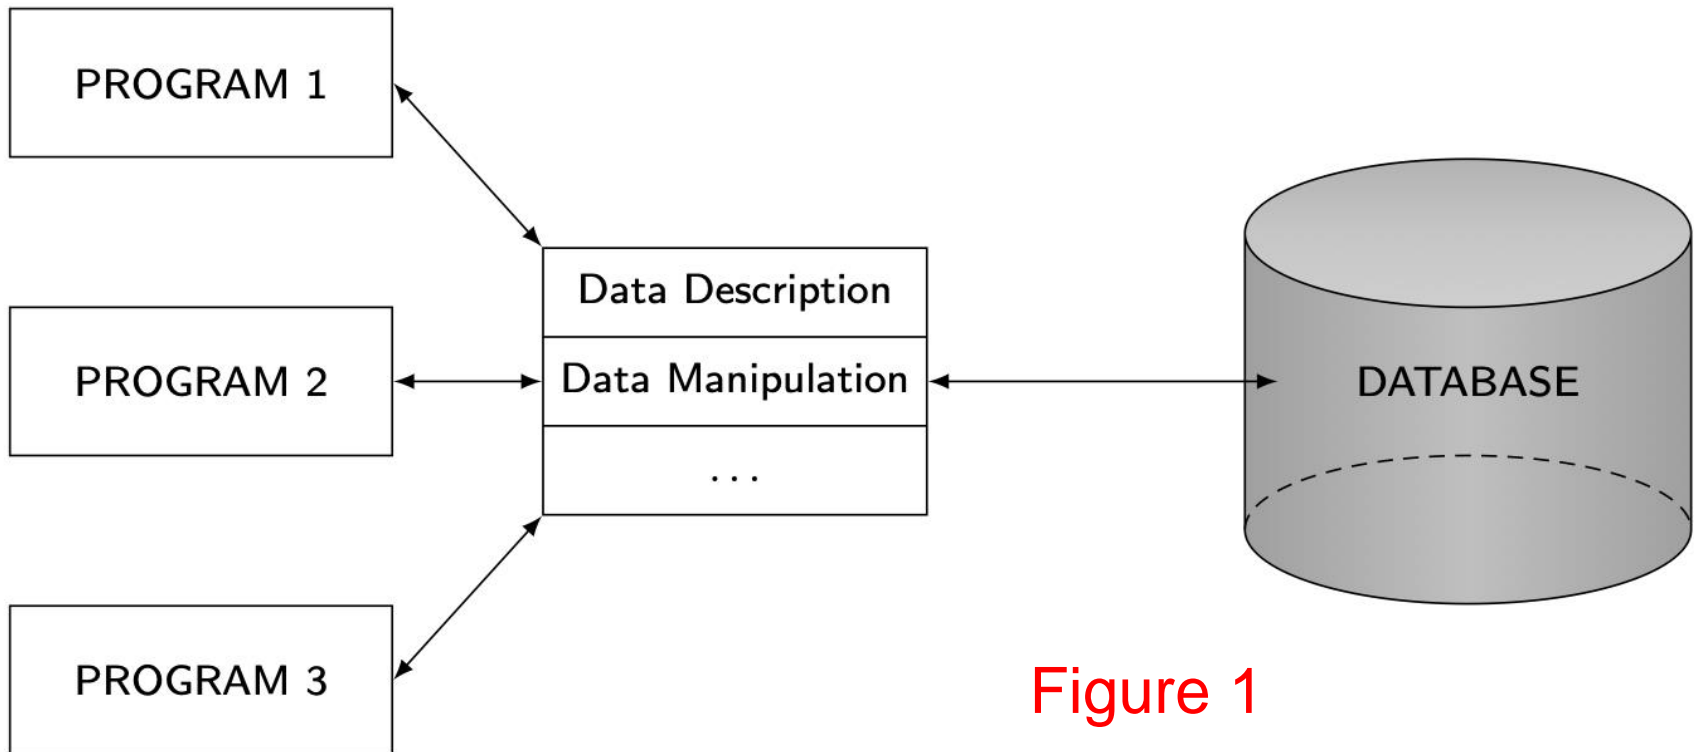 PROGRAM 1
Data Description
PROGRAM 2
Data Manipulation
DATABASE
...
PROGRAM 3
Figure 1